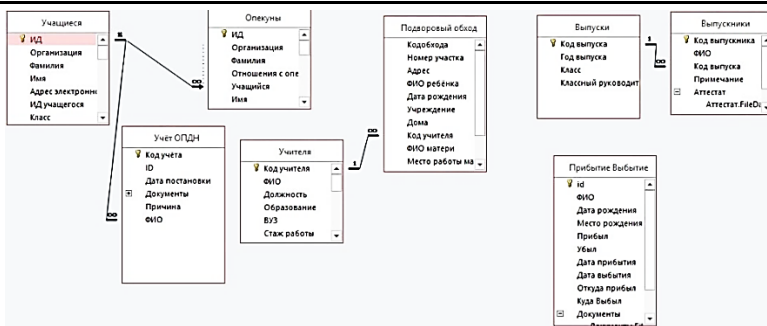 Учащиеся
ИД
Организация
Фамилия
Имя
Адрес электронн
ИД учащегося
Класс
Опекуны
ИД
Организация
Фамилия
Отношения с опе
Учащийся
Имя
Подворовый обход
Кодобхода
Номер участка
Адрес
ФИО ребёнка
Дата рождения
Учреждение
Дома
Код учителя
ФИО матери
Место работы ма
Выпуски
Код выпуска
Год выпуска
Класс
Классный руководит
Выпускники
Код выпускника
ФИО
Код выпуска
Примечание
Аттестат
Аттестат.FileDa
Учёт ОПДН
Код учёта
ID
Дата постановки
Документы
Причина
ФИО
Учителя
Код учителя
ФИО
Должность
Образование
ВУЗ
Стаж работы
Прибытие Выбытие
id
ФИО
Дата рождения
Место рождения
Прибыл
Убыл
Дата прибытия
Дата выбытия
Откуда прибыл
Куда Выбыл
Документы
1
∞
1
∞
∞
∞